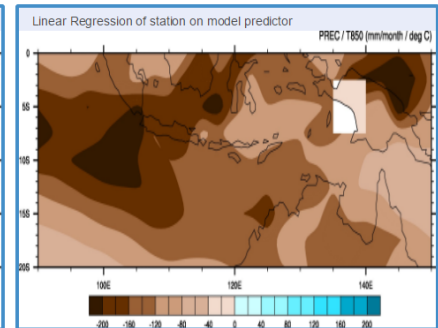 Linear Regression of station on model predictor
PREC / T850 (mm/month / deg C)
0
5S
10S
15S
20S
100E 120E 140E
-200 -160 -120 -80 -40 0 40 80 120 160 200